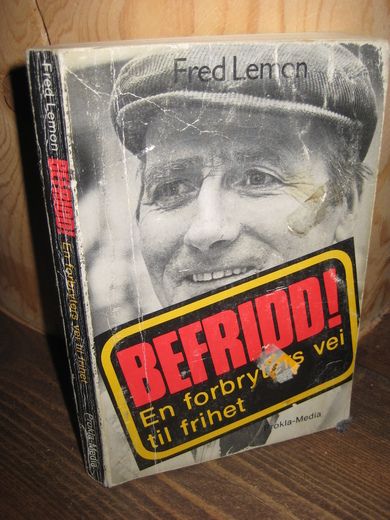 Fred Lemon
BEFRIDD!
En forbryters vei
til frihet
Prokla-Media
Fred Lemon BEFRIDD! En forbryters vei til frihet Prokla-Media